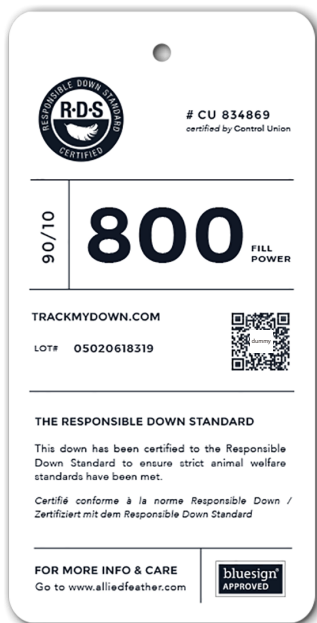 RESPONSIBLE DOWN STANDARD
R·D·S
CERTIFIED
# CU 834869
certified by Control Union
90/10
800
FILL
POWER
TRACKMYDOWN.COM
LOT# 05020618319
dummy
THE RESPONSIBLE DOWN STANDARD
This down has been certified to the Responsible
Down Standard to ensure strict animal welfare
standards have been met.
Certifié conforme à la norme Responsible Down /
Zertifiziert mit dem Responsible Down Standard
FOR MORE INFO & CARE
Go to www.alliedfeather.com
bluesign®
APPROVED